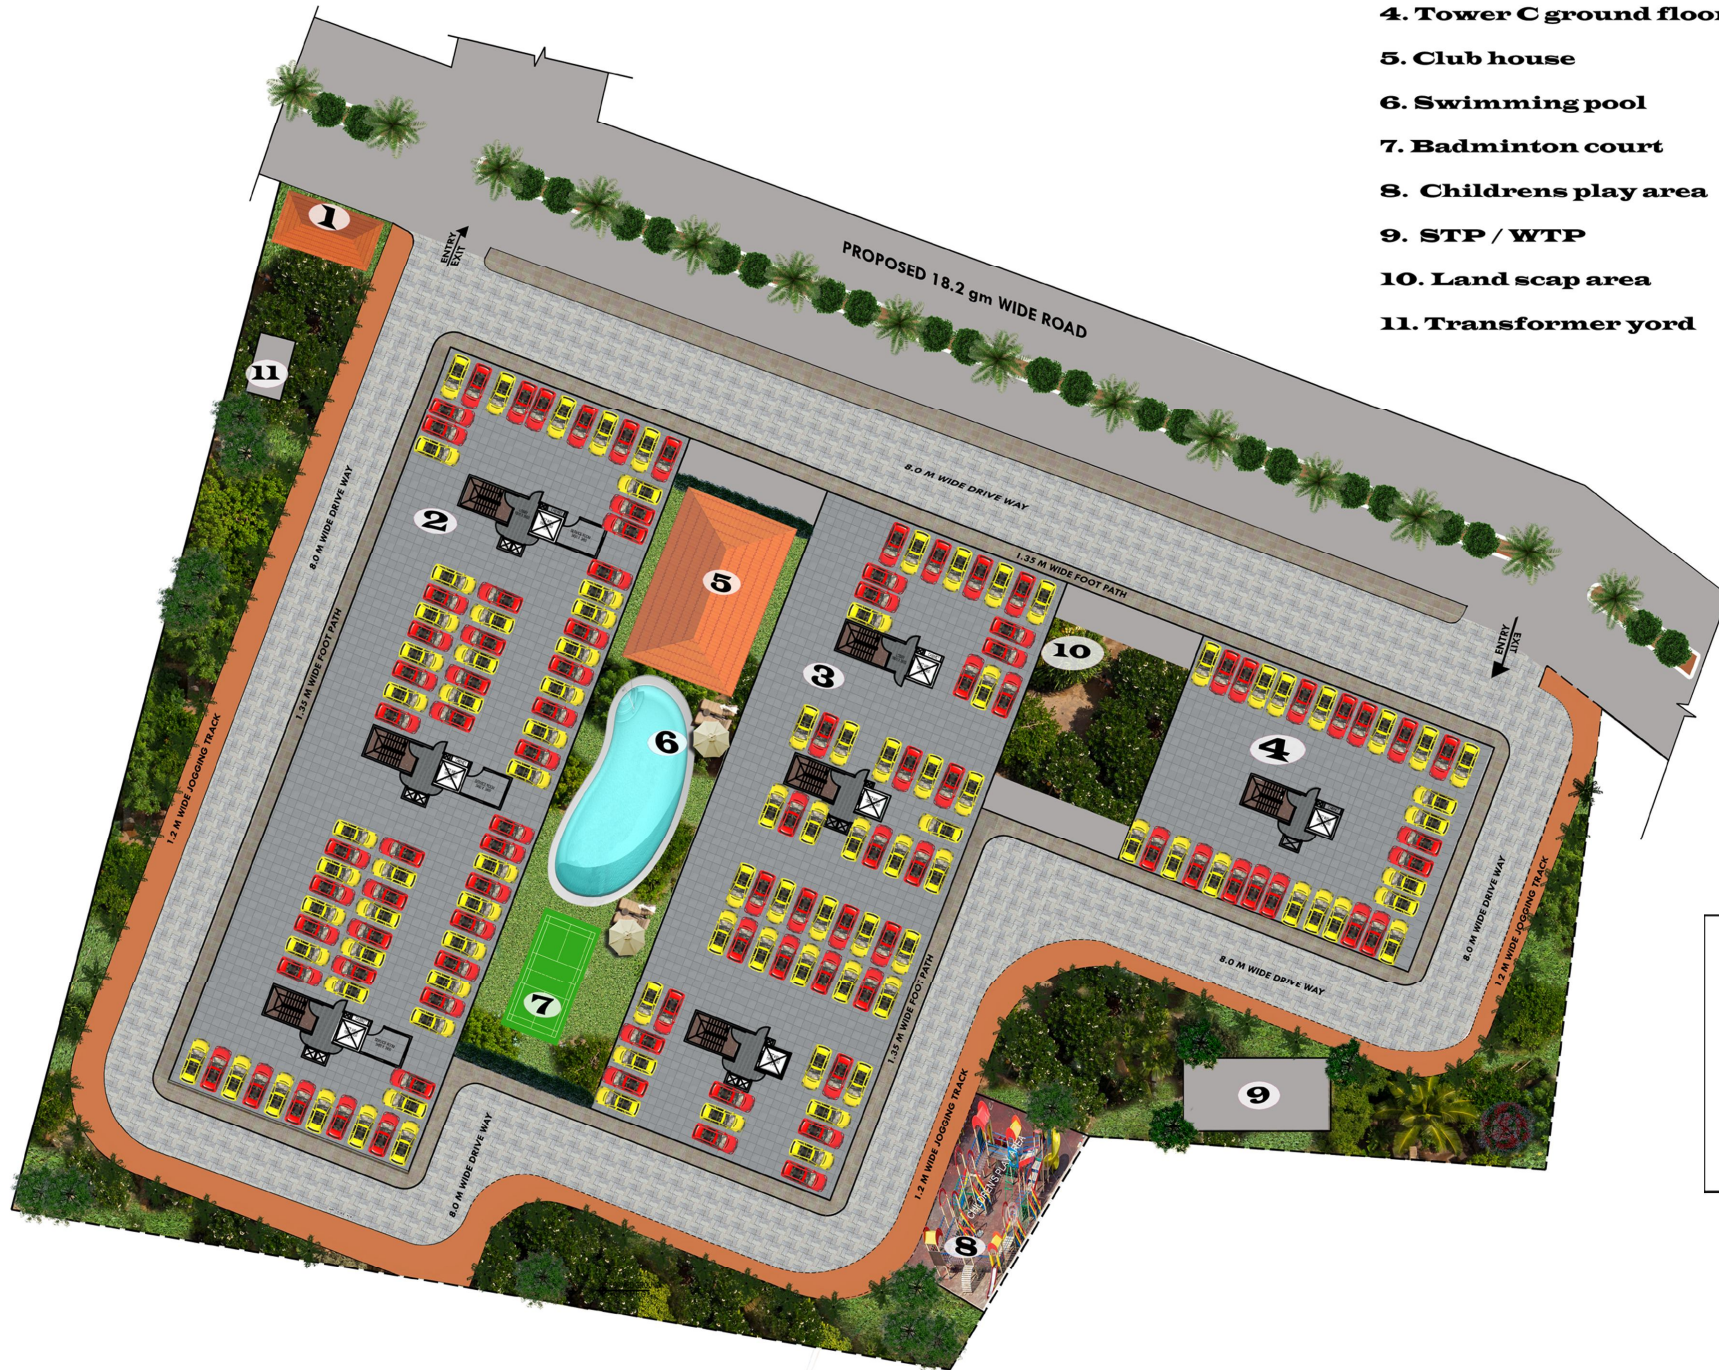 4. Tower C ground floor
5. Club house
6. Swimming pool
7. Badminton court
8. Childrens play area
9. STP / WTP
10. Land scap area
11. Transformer yord
1
ENTRY
EXIT
PROPOSED 18.2 gm WIDE ROAD
11
8.0 M WIDE DRIVE WAY
8.0 M WIDE DRIVE WAY
2
5
1.35 M WIDE FOOT PATH
1.35 M WIDE FOOT PATH
3
10
ENTRY
EXIT
6
4
1.2 M WIDE JOGGING TRACK
7
1.35 M WIDE FOOT PATH
8.0 M WIDE DRIVE WAY
8.0 M WIDE DRIVE WAY
1.2 M WIDE JOGGING TRACK
9
8.0 M WIDE DRIVE WAY
1.2 M WIDE JOGGING TRACK
CHILDREN'S PLAY AREA
8